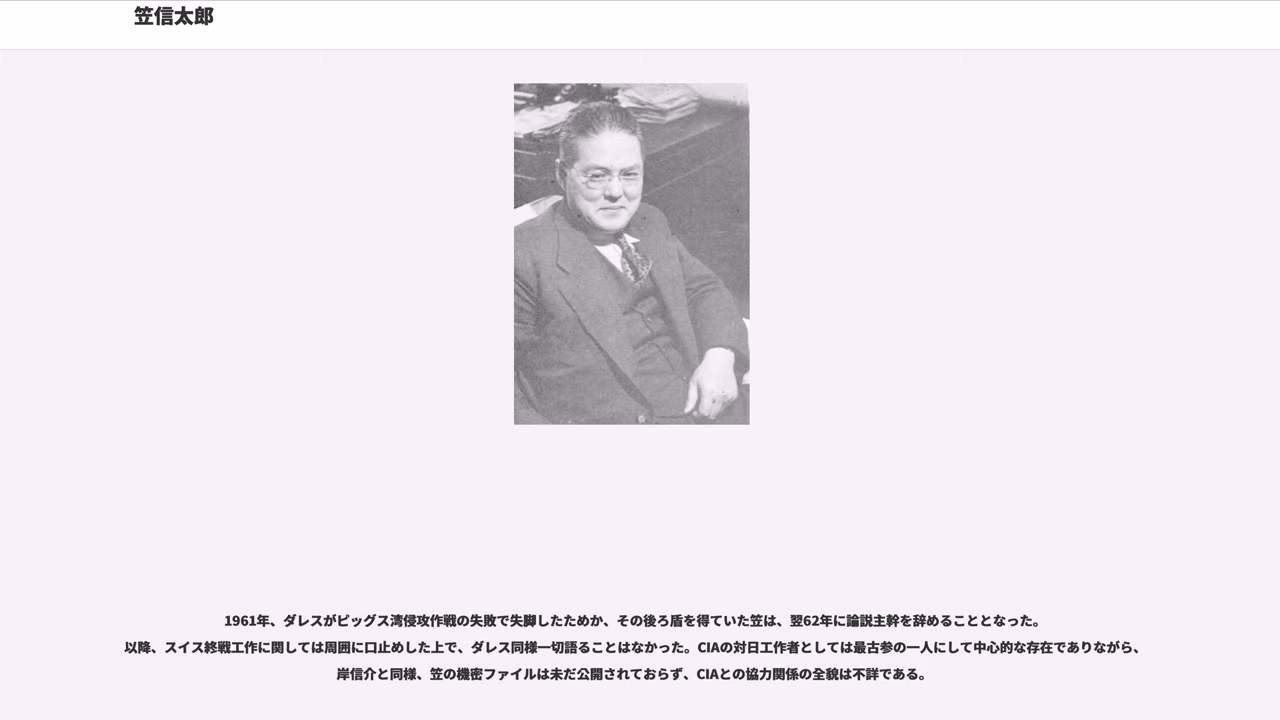 笠信太郎
1961年、ダレスがピッグス湾侵攻作戦の失敗で失脚したためか、その後ろ盾を得ていた笠は、翌62年に論説主幹を辞めることとなった。
以降、スイス終戦工作に関しては周囲に口止めした上で、ダレス同様一切語ることはなかった。CIAの対日工作者としては最古参の一人にして中心的な存在でありながら、
岸信介と同様、笠の機密ファイルは未だ公開されておらず、CIAとの協力関係の全貌は不詳である。